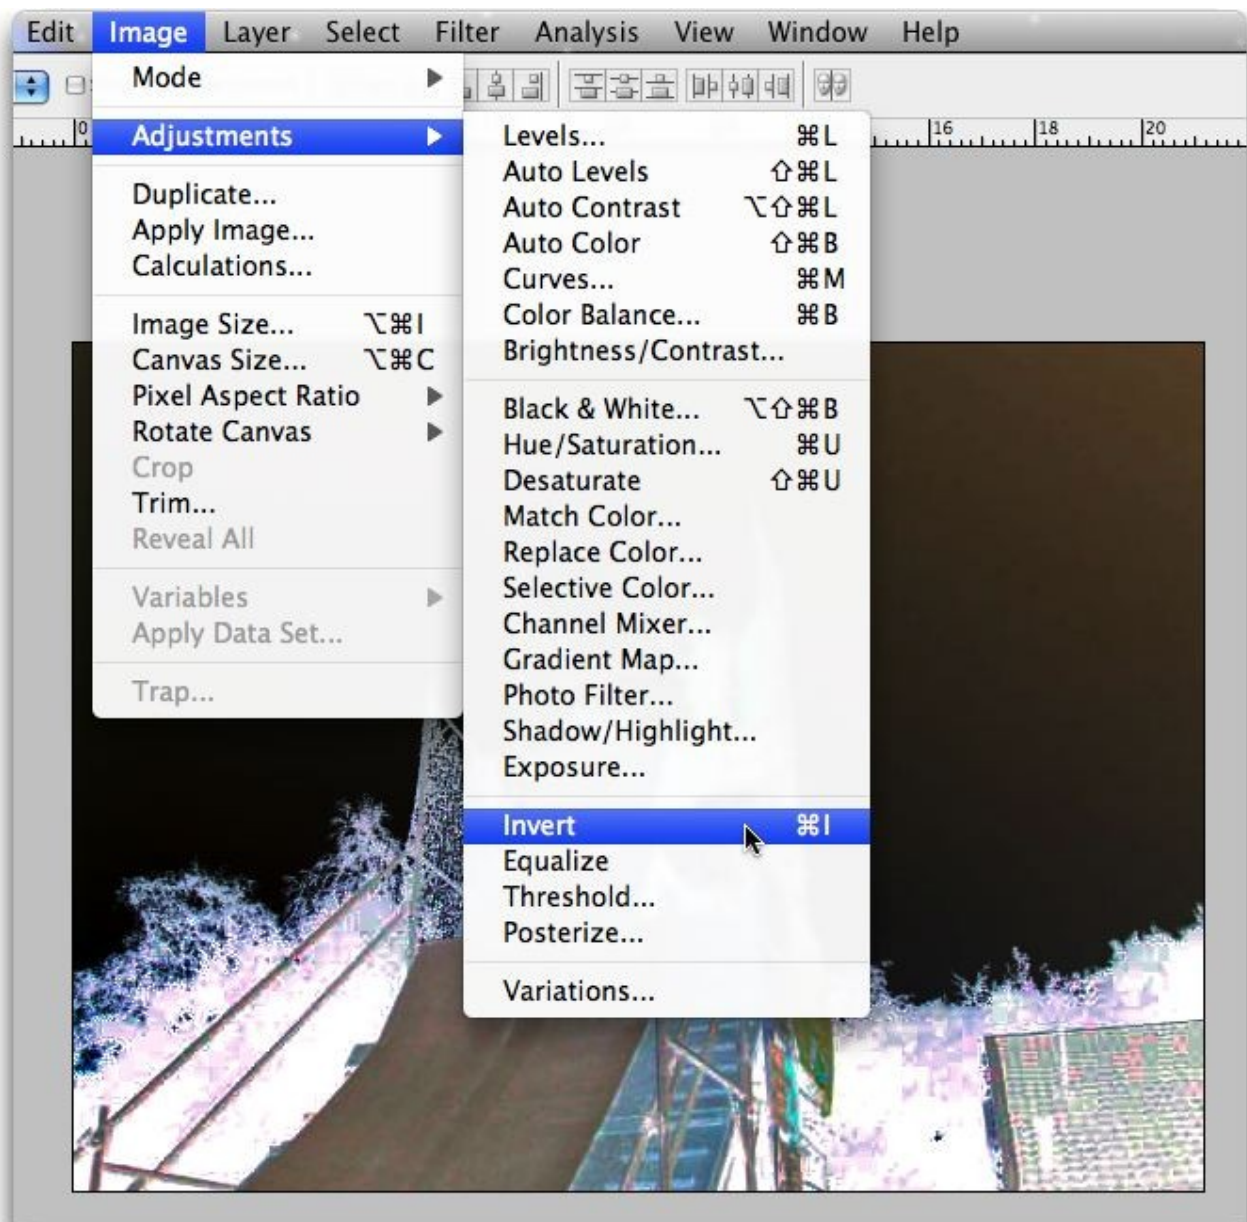 Edit Image Layer Select Filter Analysis View Window Help
Mode
0 16 18 20
Adjustments
Duplicate...
Apply Image...
Calculations...
Image Size... ⌥⌘I
Canvas Size... ⌥⌘C
Pixel Aspect Ratio
Rotate Canvas
Crop
Trim...
Reveal All
Variables
Apply Data Set...
Trap...
Levels... ⌘L
Auto Levels ⇧⌘L
Auto Contrast ⌥⇧⌘L
Auto Color ⇧⌘B
Curves... ⌘M
Color Balance... ⌘B
Brightness/Contrast...
Black & White... ⌥⇧⌘B
Hue/Saturation... ⌘U
Desaturate ⇧⌘U
Match Color...
Replace Color...
Selective Color...
Channel Mixer...
Gradient Map...
Photo Filter...
Shadow/Highlight...
Exposure...
Invert ⌘I
Equalize
Threshold...
Posterize...
Variations...